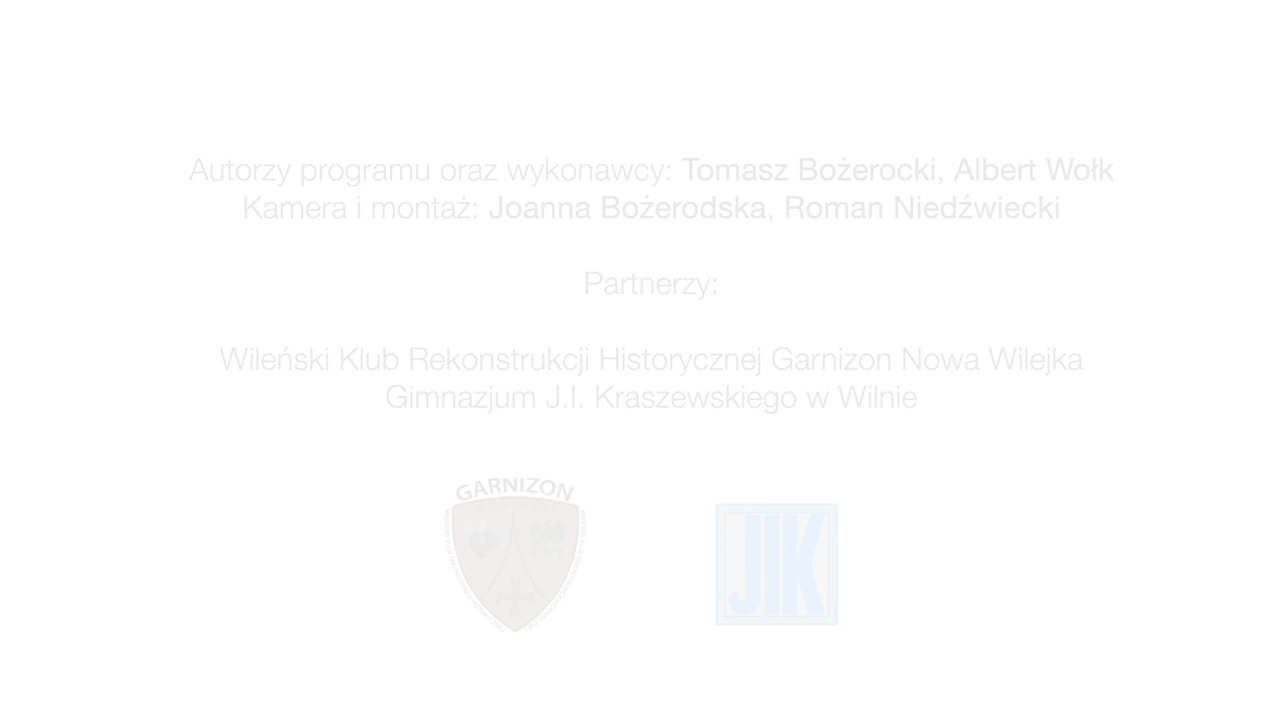 Autorzy programu oraz wykonawcy: Tomasz Bożerocki, Albert Wołk
Kamera i montaż: Joanna Bożerodska, Roman Niedźwiecki
Partnerzy:
Wileński Klub Rekonstrukcji Historycznej Garnizon Nowa Wilejka
Gimnazjum J.I. Kraszewskiego w Wilnie
GARNIZON
JIK